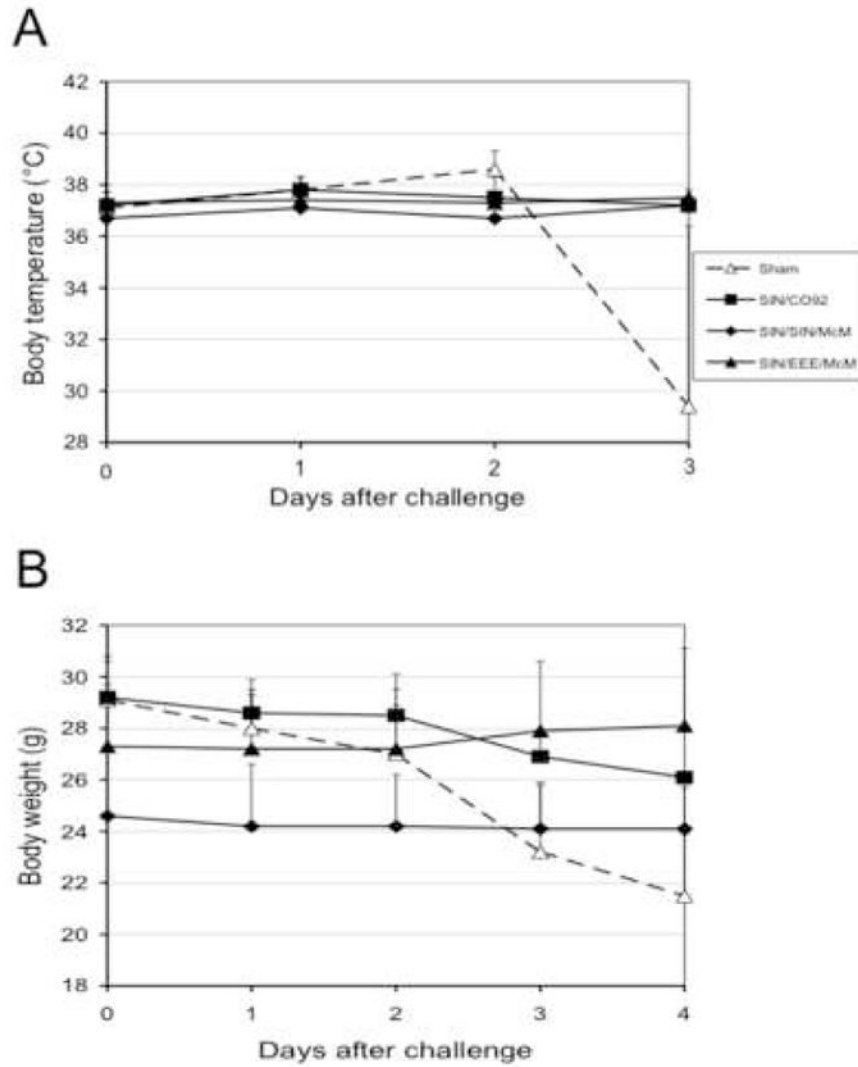 A
42
40
38
36
34
32
30
28
Body temperature (°C)
0 1 2 3
Days after challenge
Sham
SIN/CO92
SIN/SIN/McM
SIN/EEE/McM
B
32
30
28
26
24
22
20
18
Body weight (g)
0 1 2 3 4
Days after challenge